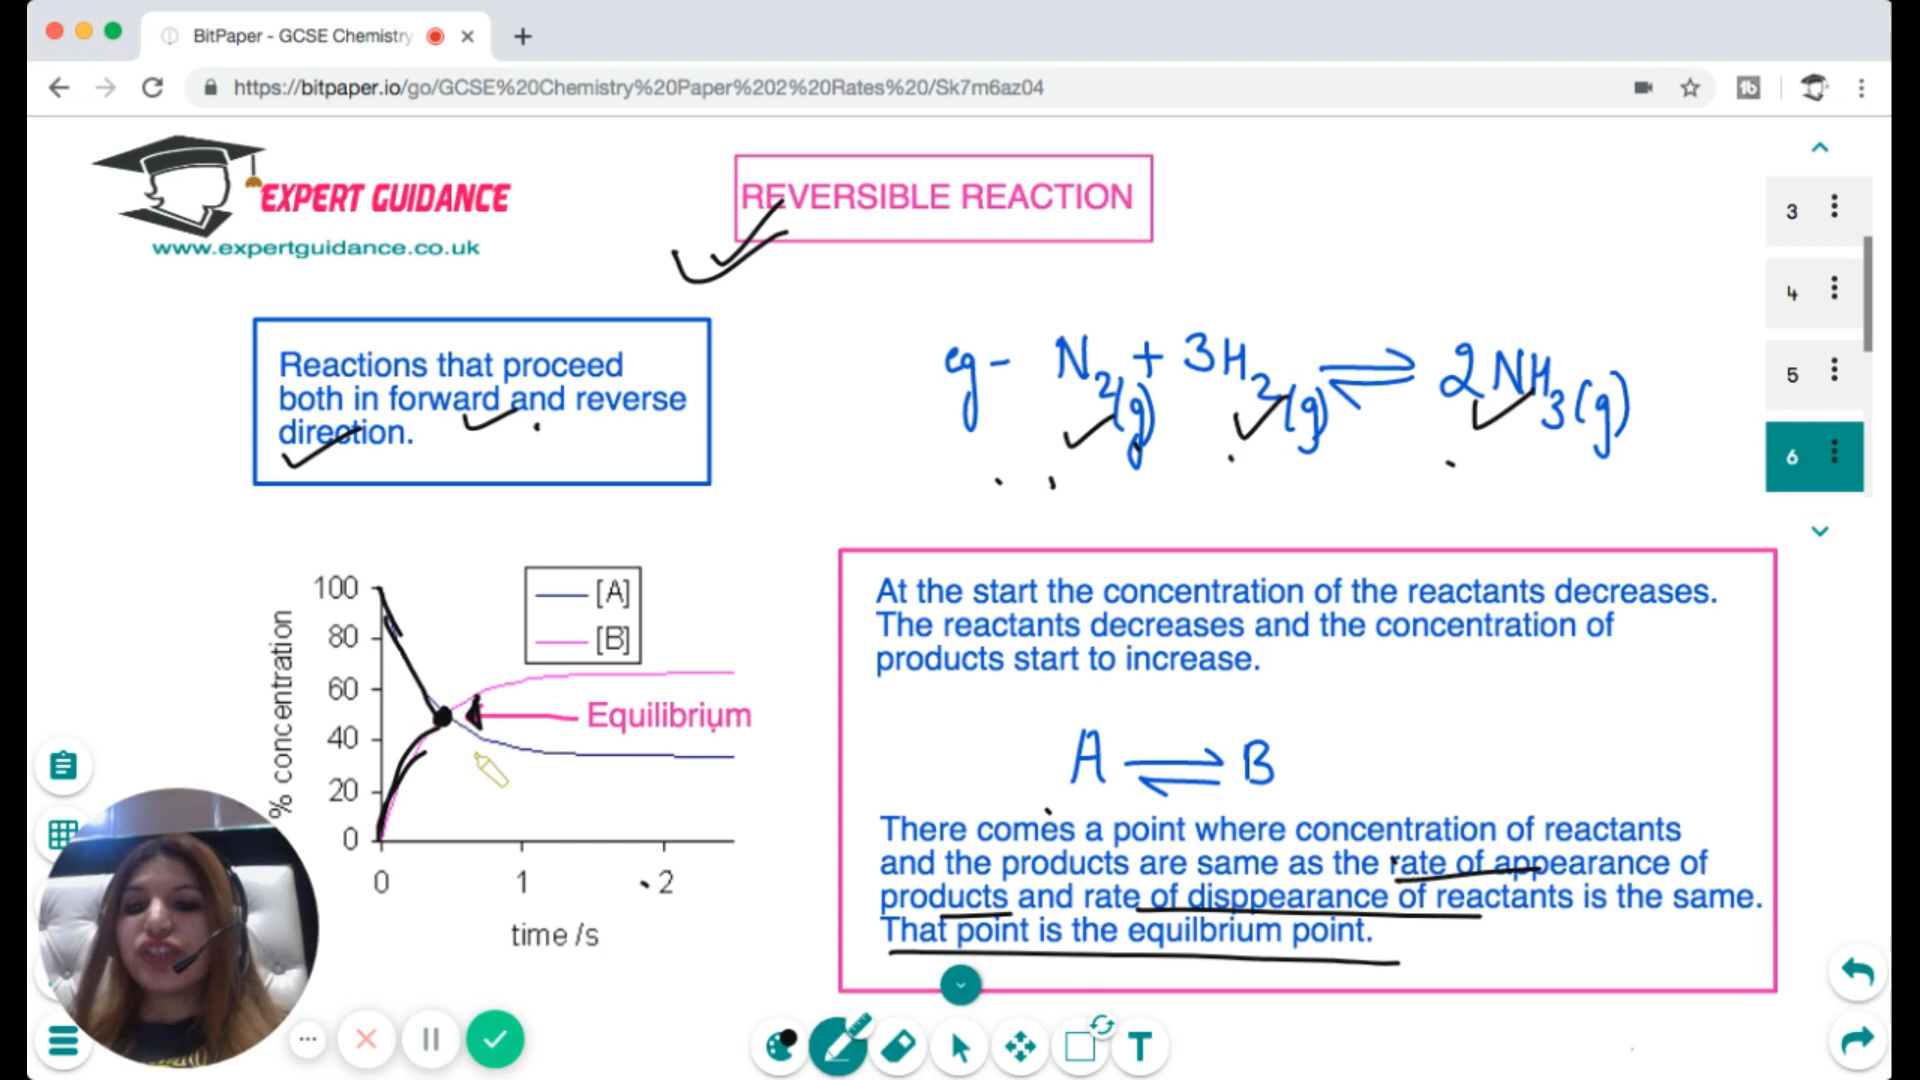 BitPaper - GCSE Chemistry
https://bitpaper.io/go/GCSE%20Chemistry%20Paper%202%20Rates%20/Sk7m6az04
EXPERT GUIDANCE
www.expertguidance.co.uk
REVERSIBLE REACTION
3
4
5
6
Reactions that proceed
both in forward and reverse
direction.
eg - N2(g) + 3H2(g) ⇌ 2NH3(g)
100
80
60
40
20
0
% concentration
[A]
[B]
Equilibrium
0 1 2
time /s
At the start the concentration of the reactants decreases.
The reactants decreases and the concentration of
products start to increase.
A ⇌ B
There comes a point where concentration of reactants
and the products are same as the rate of appearance of
products and rate of disppearance of reactants is the same.
That point is the equilbrium point.
T